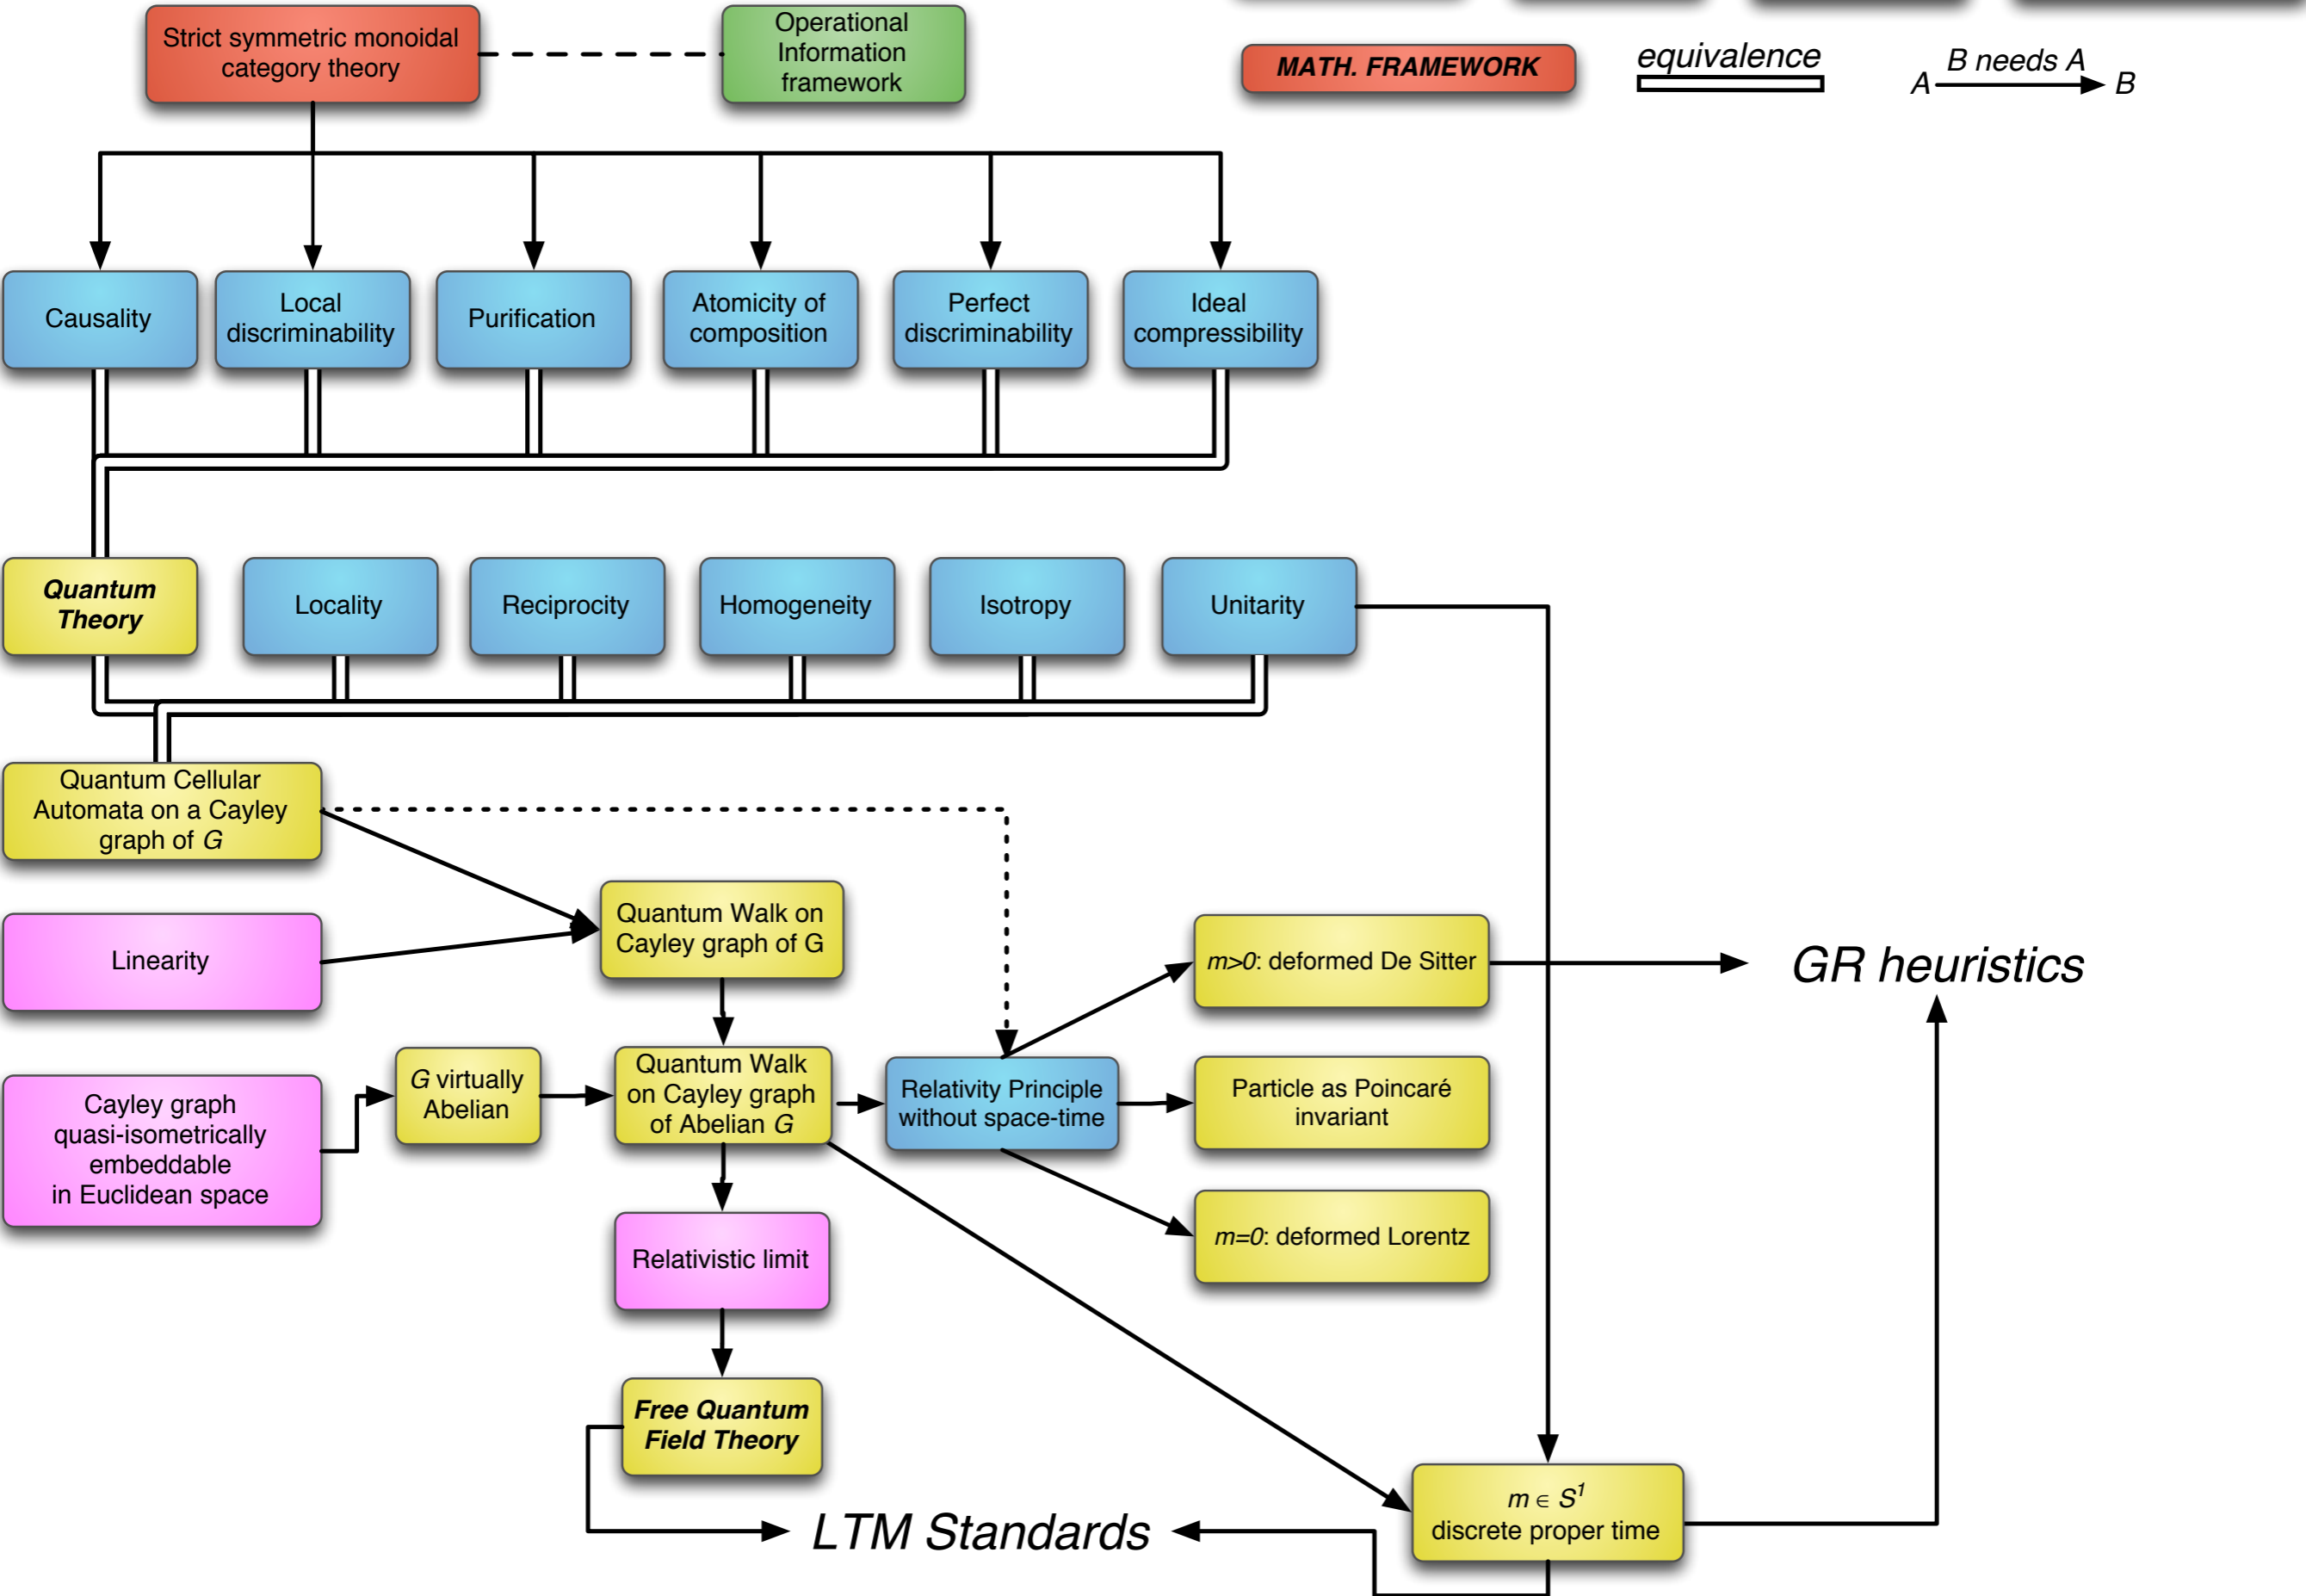 Strict symmetric monoidal
category theory
Operational
Information
framework
MATH. FRAMEWORK
equivalence
B needs A
A
B
Causality
Local
discriminability
Purification
Atomicity of
composition
Perfect
discriminability
Ideal
compressibility
Quantum
Theory
Locality
Reciprocity
Homogeneity
Isotropy
Unitarity
Quantum Cellular
Automata on a Cayley
graph of G
Quantum Walk on
Cayley graph of G
Linearity
m>0: deformed De Sitter
GR heuristics
Cayley graph
quasi-isometrically
embeddable
in Euclidean space
G virtually
Abelian
Quantum Walk
on Cayley graph
of Abelian G
Relativity Principle
without space-time
Particle as Poincaré
invariant
m=0: deformed Lorentz
Relativistic limit
Free Quantum
Field Theory
LTM Standards
m ∈ S¹
discrete proper time